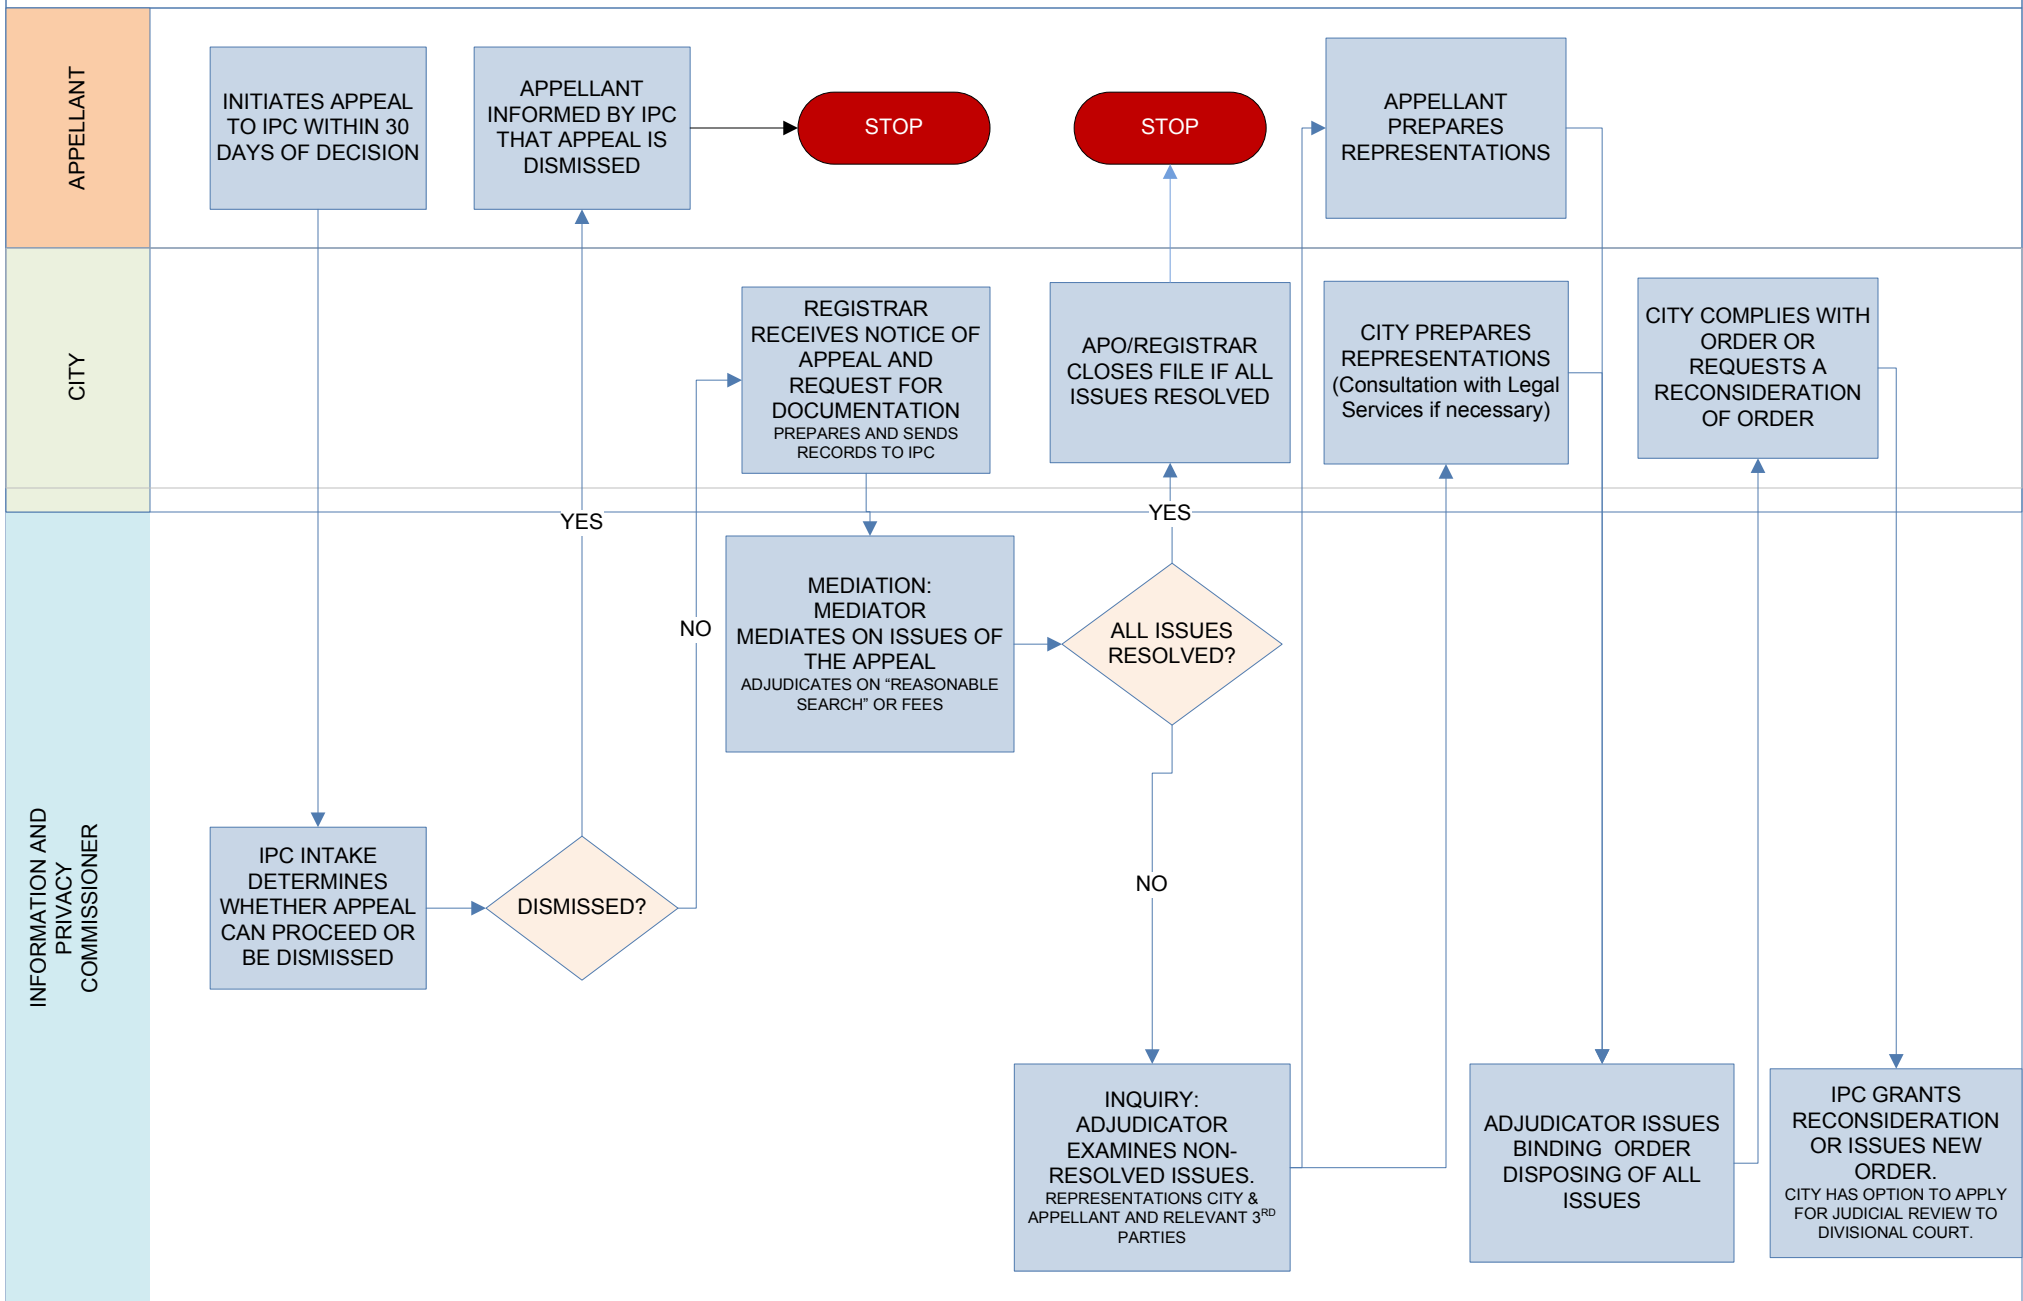 APPELLANT
INITIATES APPEAL
TO IPC WITHIN 30
DAYS OF DECISION
APPELLANT
INFORMED BY IPC
THAT APPEAL IS
DISMISSED
STOP
STOP
APPELLANT
PREPARES
REPRESENTATIONS
CITY
REGISTRAR
RECEIVES NOTICE OF
APPEAL AND
REQUEST FOR
DOCUMENTATION
PREPARES AND SENDS
RECORDS TO IPC
APO/REGISTRAR
CLOSES FILE IF ALL
ISSUES RESOLVED
CITY PREPARES
REPRESENTATIONS
(Consultation with Legal
Services if necessary)
CITY COMPLIES WITH
ORDER OR
REQUESTS A
RECONSIDERATION
OF ORDER
YES
YES
NO
MEDIATION:
MEDIATOR
MEDIATES ON ISSUES OF
THE APPEAL
ADJUDICATES ON “REASONABLE
SEARCH” OR FEES
ALL ISSUES
RESOLVED?
INFORMATION AND
PRIVACY
COMMISSIONER
IPC INTAKE
DETERMINES
WHETHER APPEAL
CAN PROCEED OR
BE DISMISSED
DISMISSED?
NO
INQUIRY:
ADJUDICATOR
EXAMINES NON-
RESOLVED ISSUES.
REPRESENTATIONS CITY &
APPELLANT AND RELEVANT 3RD
PARTIES
ADJUDICATOR ISSUES
BINDING  ORDER
DISPOSING OF ALL
ISSUES
IPC GRANTS
RECONSIDERATION
OR ISSUES NEW
ORDER.
CITY HAS OPTION TO APPLY
FOR JUDICIAL REVIEW TO
DIVISIONAL COURT.